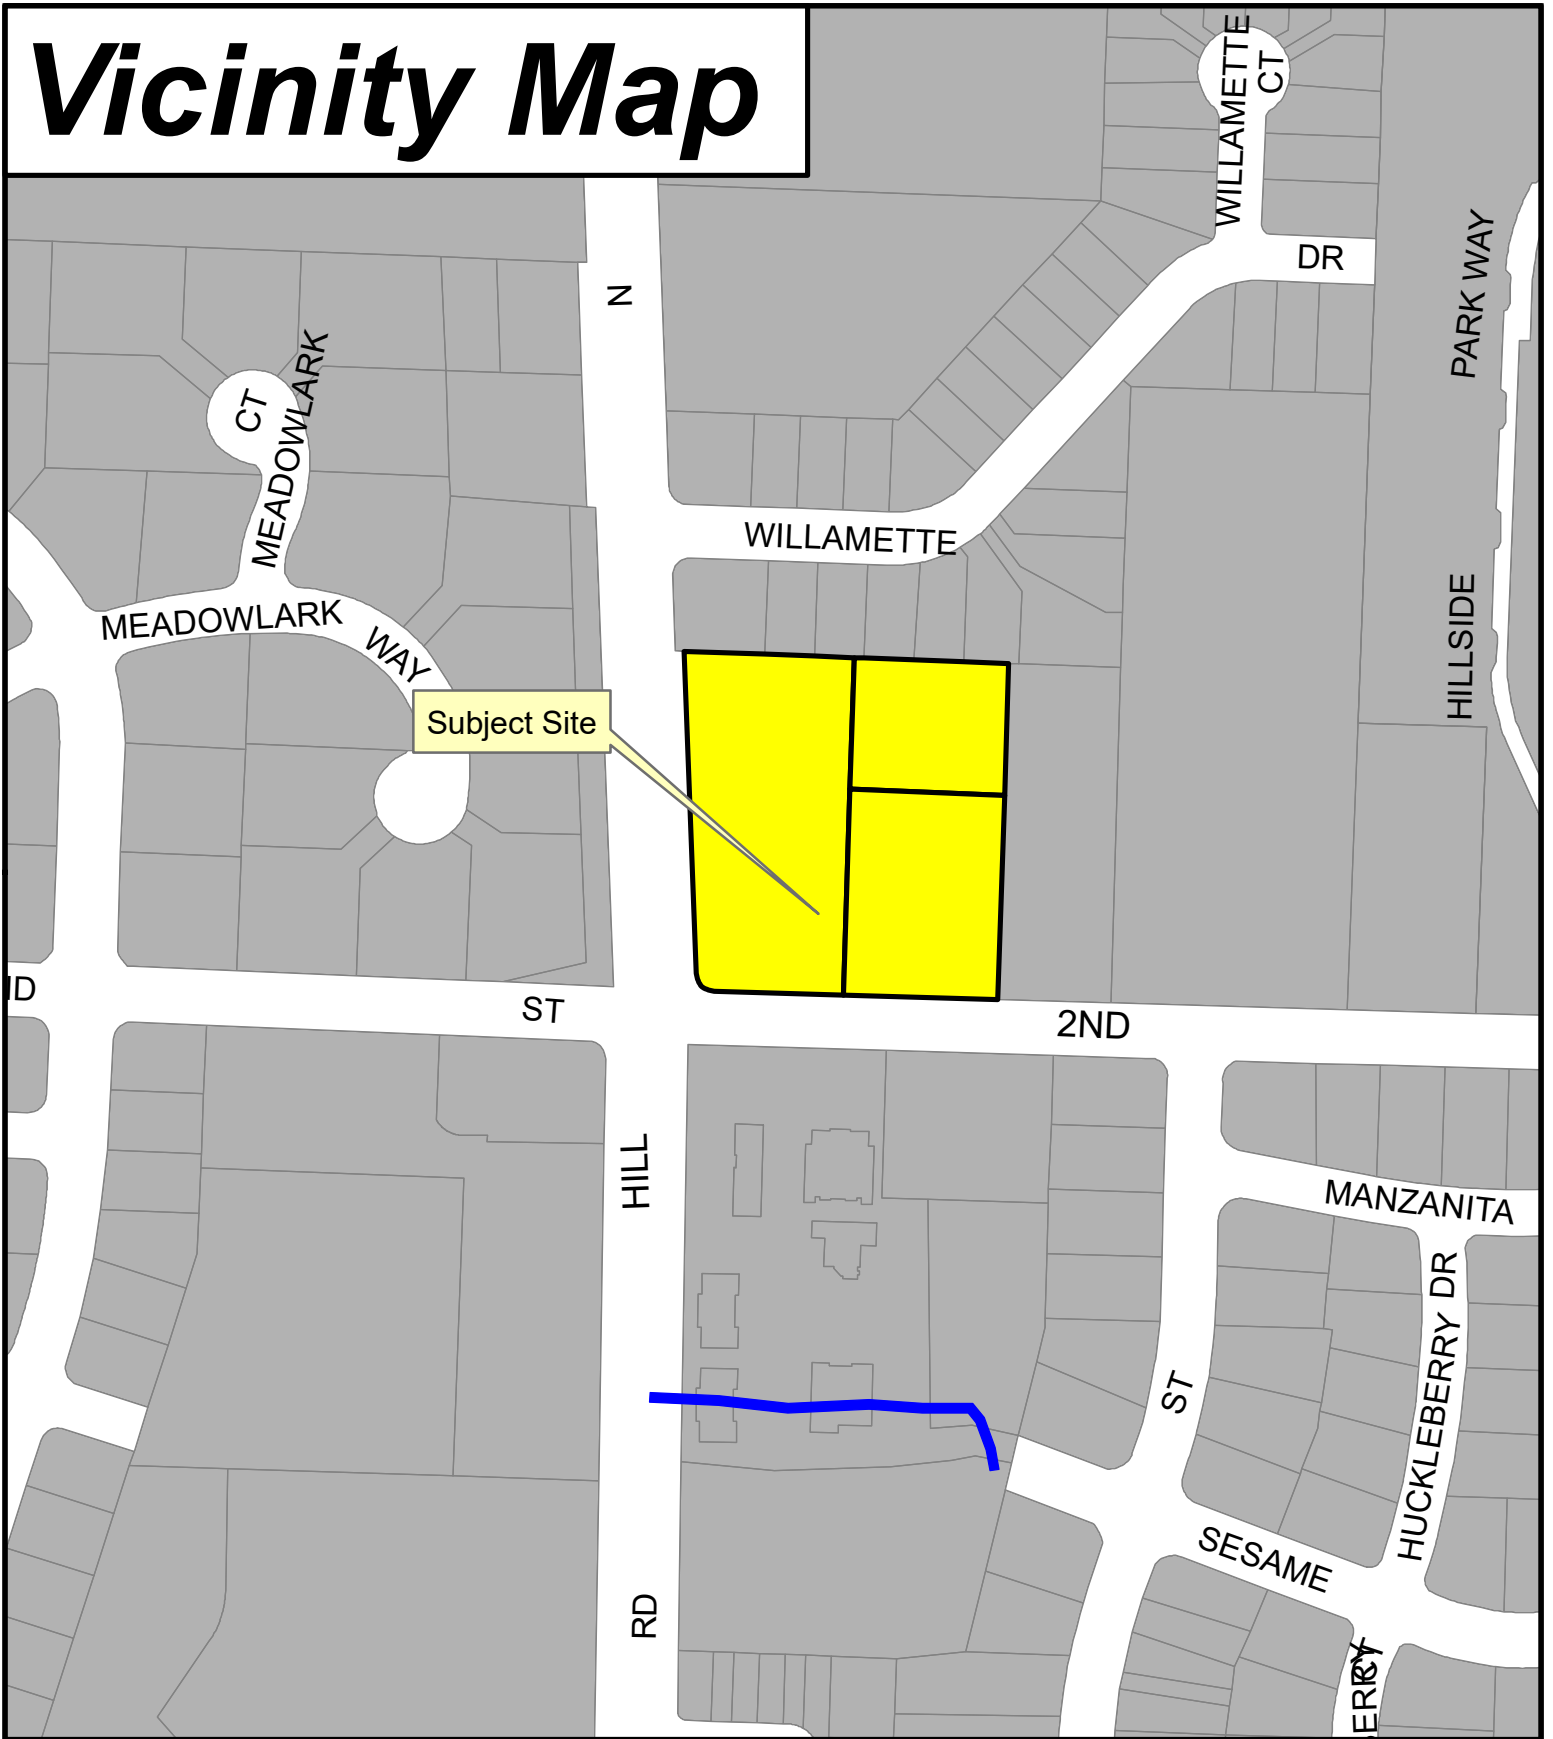 Vicinity Map
WILLAMETTE
CT
DR
PARK WAY
N
MEADOWLARK
CT
WILLAMETTE
MEADOWLARK
WAY
HILLSIDE
Subject Site
ST
2ND
HILL
MANZANITA
HUCKLEBERRY DR
ST
SESAME
RD
CT